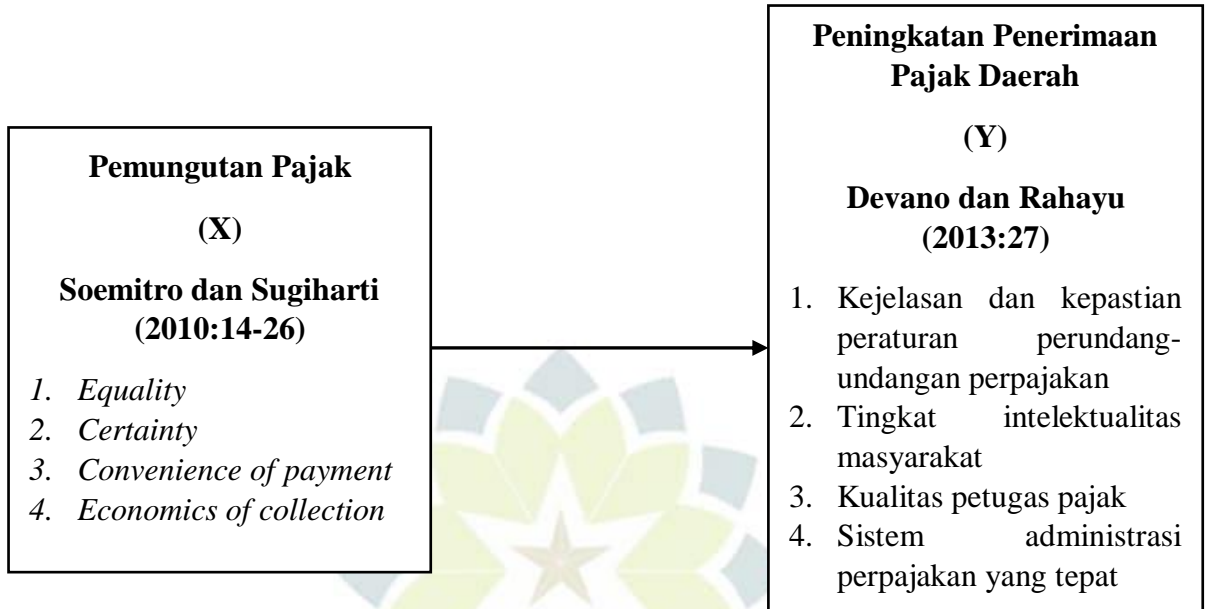 Pemungutan Pajak
(X)
Soemitro dan Sugiharti
(2010:14-26)
1. Equality
2. Certainty
3. Convenience of payment
4. Economics of collection
Peningkatan Penerimaan
Pajak Daerah
(Y)
Devano dan Rahayu
(2013:27)
1. Kejelasan dan kepastian
peraturan perundang-
undangan perpajakan
2. Tingkat intelektualitas
masyarakat
3. Kualitas petugas pajak
4. Sistem administrasi
perpajakan yang tepat